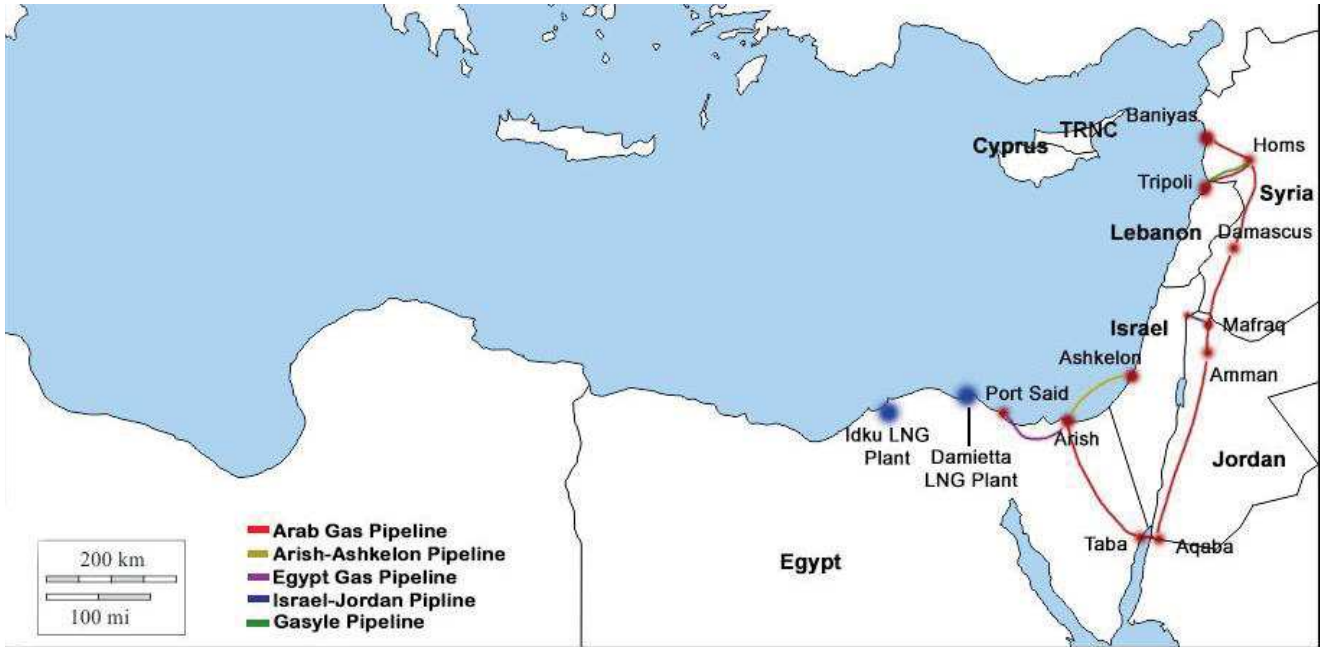 Baniyas
TRNC
Cyprus
Homs
Tripoli
Syria
Lebanon
Damascus
Israel
Mafraq
Ashkelon
Amman
Port Said
Idku LNG
Plant
Damietta
LNG Plant
Arish
Jordan
Taba
Aqaba
Egypt
200 km
100 mi
Arab Gas Pipeline
Arish-Ashkelon Pipeline
Egypt Gas Pipeline
Israel-Jordan Pipline
Gasyle Pipeline